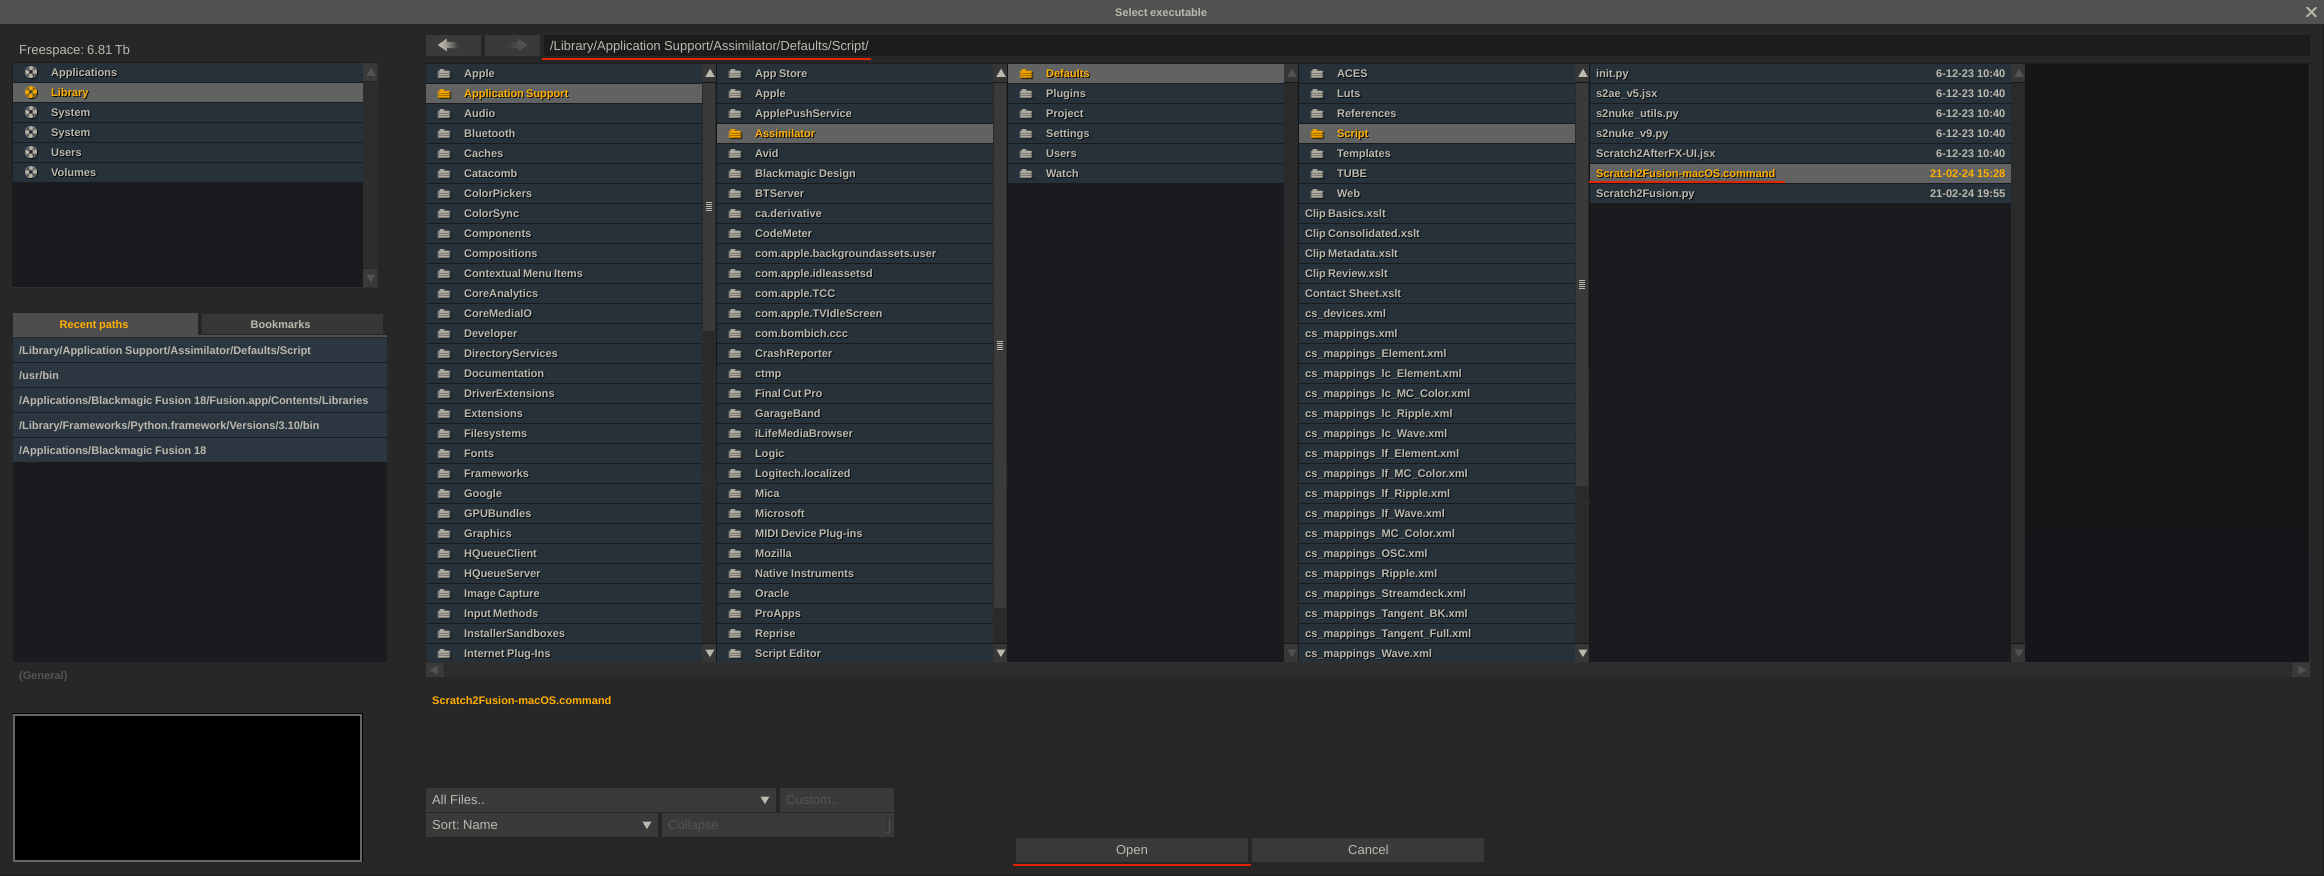 Select executable
Freespace: 6.81 Tb
Applications
Library
System
System
Users
Volumes
Recent paths
Bookmarks
/Library/Application Support/Assimilator/Defaults/Script
/usr/bin
/Applications/Blackmagic Fusion 18/Fusion.app/Contents/Libraries
/Library/Frameworks/Python.framework/Versions/3.10/bin
/Applications/Blackmagic Fusion 18
(General)
/Library/Application Support/Assimilator/Defaults/Script/
Apple
Application Support
Audio
Bluetooth
Caches
Catacomb
ColorPickers
ColorSync
Components
Compositions
Contextual Menu Items
CoreAnalytics
CoreMediaIO
Developer
DirectoryServices
Documentation
DriverExtensions
Extensions
Filesystems
Fonts
Frameworks
Google
GPUBundles
Graphics
HQueueClient
HQueueServer
Image Capture
Input Methods
InstallerSandboxes
Internet Plug-Ins
App Store
Apple
ApplePushService
Assimilator
Avid
Blackmagic Design
BTServer
ca.derivative
CodeMeter
com.apple.backgroundassets.user
com.apple.idleassetsd
com.apple.TCC
com.apple.TVIdleScreen
com.bombich.ccc
CrashReporter
ctmp
Final Cut Pro
GarageBand
iLifeMediaBrowser
Logic
Logitech.localized
Mica
Microsoft
MIDI Device Plug-ins
Mozilla
Native Instruments
Oracle
ProApps
Reprise
Script Editor
Defaults
Plugins
Project
Settings
Users
Watch
ACES
Luts
References
Script
Templates
TUBE
Web
Clip Basics.xslt
Clip Consolidated.xslt
Clip Metadata.xslt
Clip Review.xslt
Contact Sheet.xslt
cs_devices.xml
cs_mappings.xml
cs_mappings_Element.xml
cs_mappings_lc_Element.xml
cs_mappings_lc_MC_Color.xml
cs_mappings_lc_Ripple.xml
cs_mappings_lc_Wave.xml
cs_mappings_lf_Element.xml
cs_mappings_lf_MC_Color.xml
cs_mappings_lf_Ripple.xml
cs_mappings_lf_Wave.xml
cs_mappings_MC_Color.xml
cs_mappings_OSC.xml
cs_mappings_Ripple.xml
cs_mappings_Streamdeck.xml
cs_mappings_Tangent_BK.xml
cs_mappings_Tangent_Full.xml
cs_mappings_Wave.xml
init.py 6-12-23 10:40
s2ae_v5.jsx 6-12-23 10:40
s2nuke_utils.py 6-12-23 10:40
s2nuke_v9.py 6-12-23 10:40
Scratch2AfterFX-UI.jsx 6-12-23 10:40
Scratch2Fusion-macOS.command 21-02-24 15:28
Scratch2Fusion.py 21-02-24 19:55
Scratch2Fusion-macOS.command
All Files..
Custom..
Sort: Name
Collapse
Open
Cancel